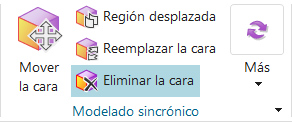 Mover
la cara
Región desplazada
Reemplazar la cara
Eliminar la cara
Más
Modelado sincrónico